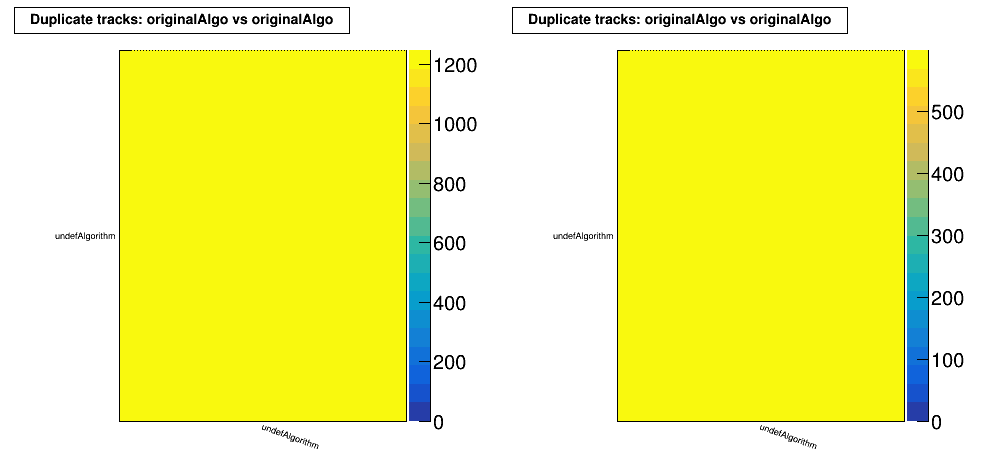 Duplicate tracks: originalAlgo vs originalAlgo
1200
1000
800
600
400
200
0
undefAlgorithm
undefAlgorithm
Duplicate tracks: originalAlgo vs originalAlgo
500
400
300
200
100
0
undefAlgorithm
undefAlgorithm